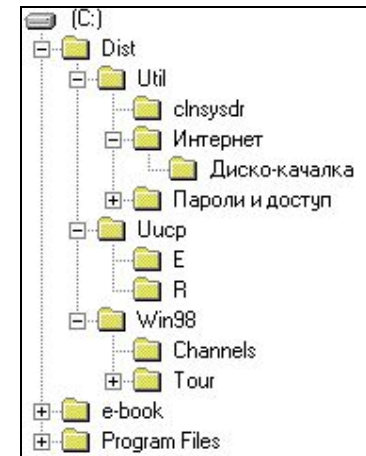 (C:)
Dist
Util
clnsysdr
Интернет
Диско-качалка
Пароли и доступ
Uucp
E
R
Win98
Channels
Tour
e-book
Program Files